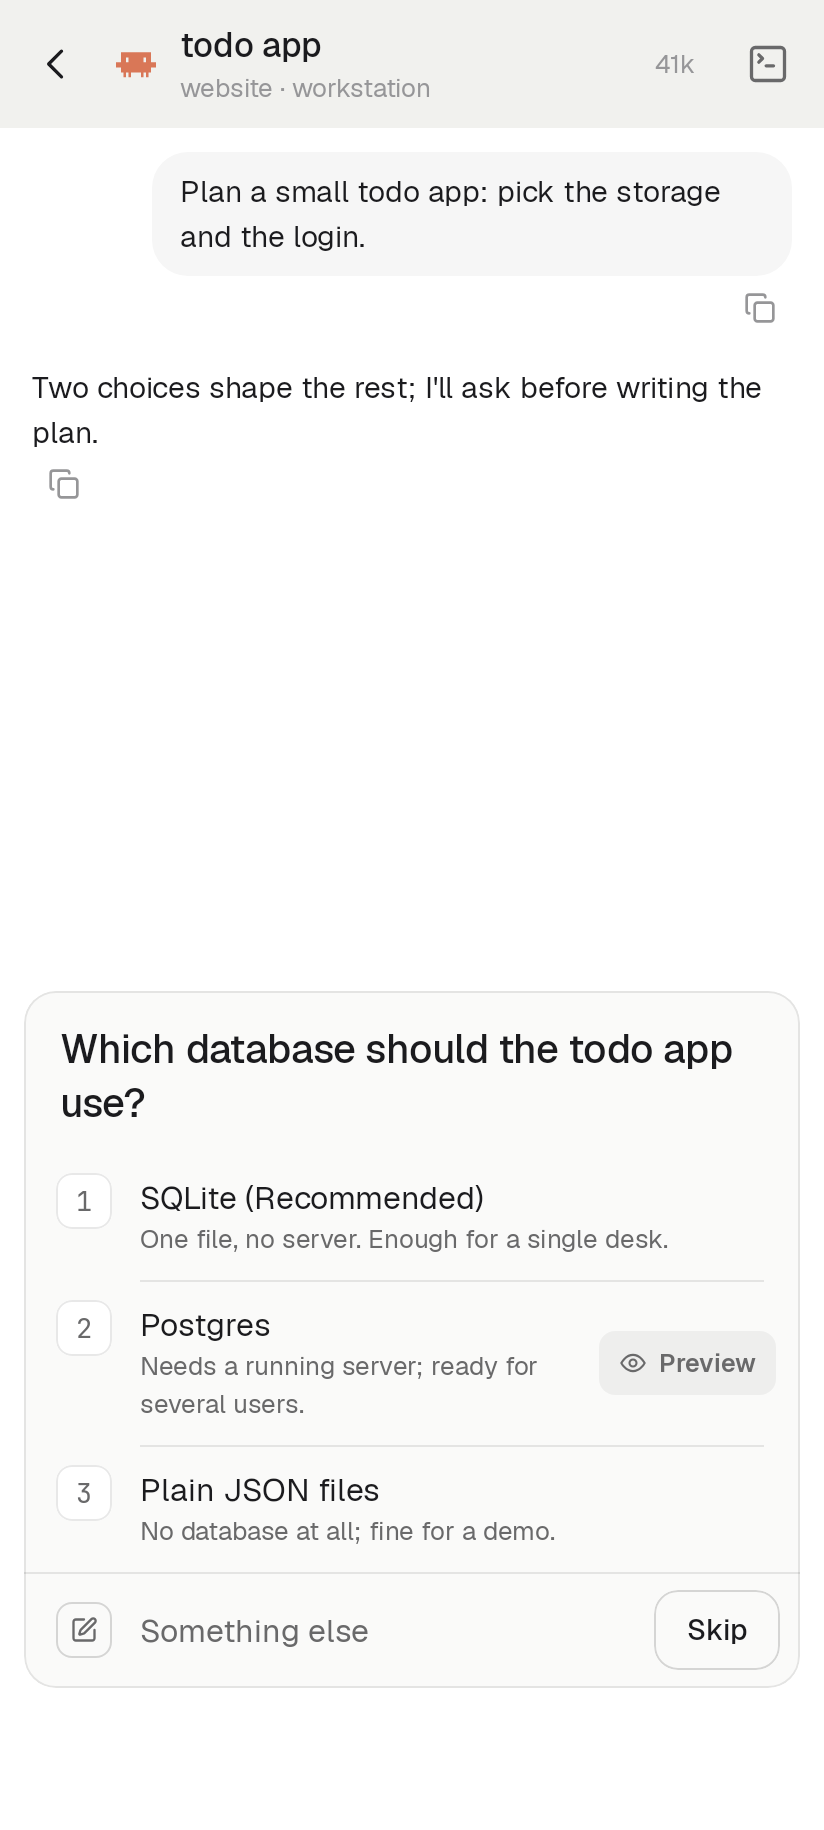 todo app
website · workstation
41k
Plan a small todo app: pick the storage
and the login.
Two choices shape the rest; I'll ask before writing the
plan.
Which database should the todo app
use?
1
SQLite (Recommended)
One file, no server. Enough for a single desk.
2
Postgres
Needs a running server; ready for
several users.
Preview
3
Plain JSON files
No database at all; fine for a demo.
Something else
Skip